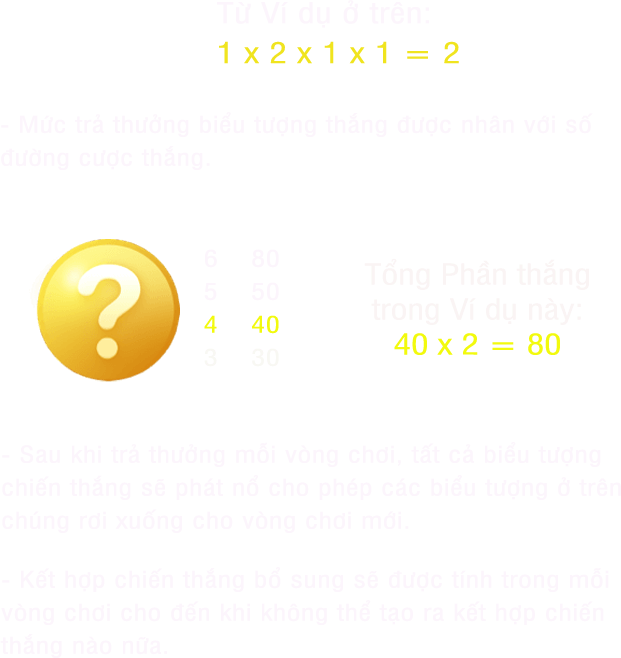 Từ Ví dụ ở trên:
1 x 2 x 1 x 1 = 2
- Mức trả thưởng biểu tượng thắng được nhân với số
đường cược thắng.
?
6 80
5 50
4 40
3 30
Tổng Phần thắng
trong Ví dụ này:
40 x 2 = 80
- Sau khi trả thưởng mỗi vòng chơi, tất cả biểu tượng
chiến thắng sẽ phát nổ cho phép các biểu tượng ở trên
chúng rơi xuống cho vòng chơi mới.
- Kết hợp chiến thắng bổ sung sẽ được tính trong mỗi
vòng chơi cho đến khi không thể tạo ra kết hợp chiến
thắng nào nữa.